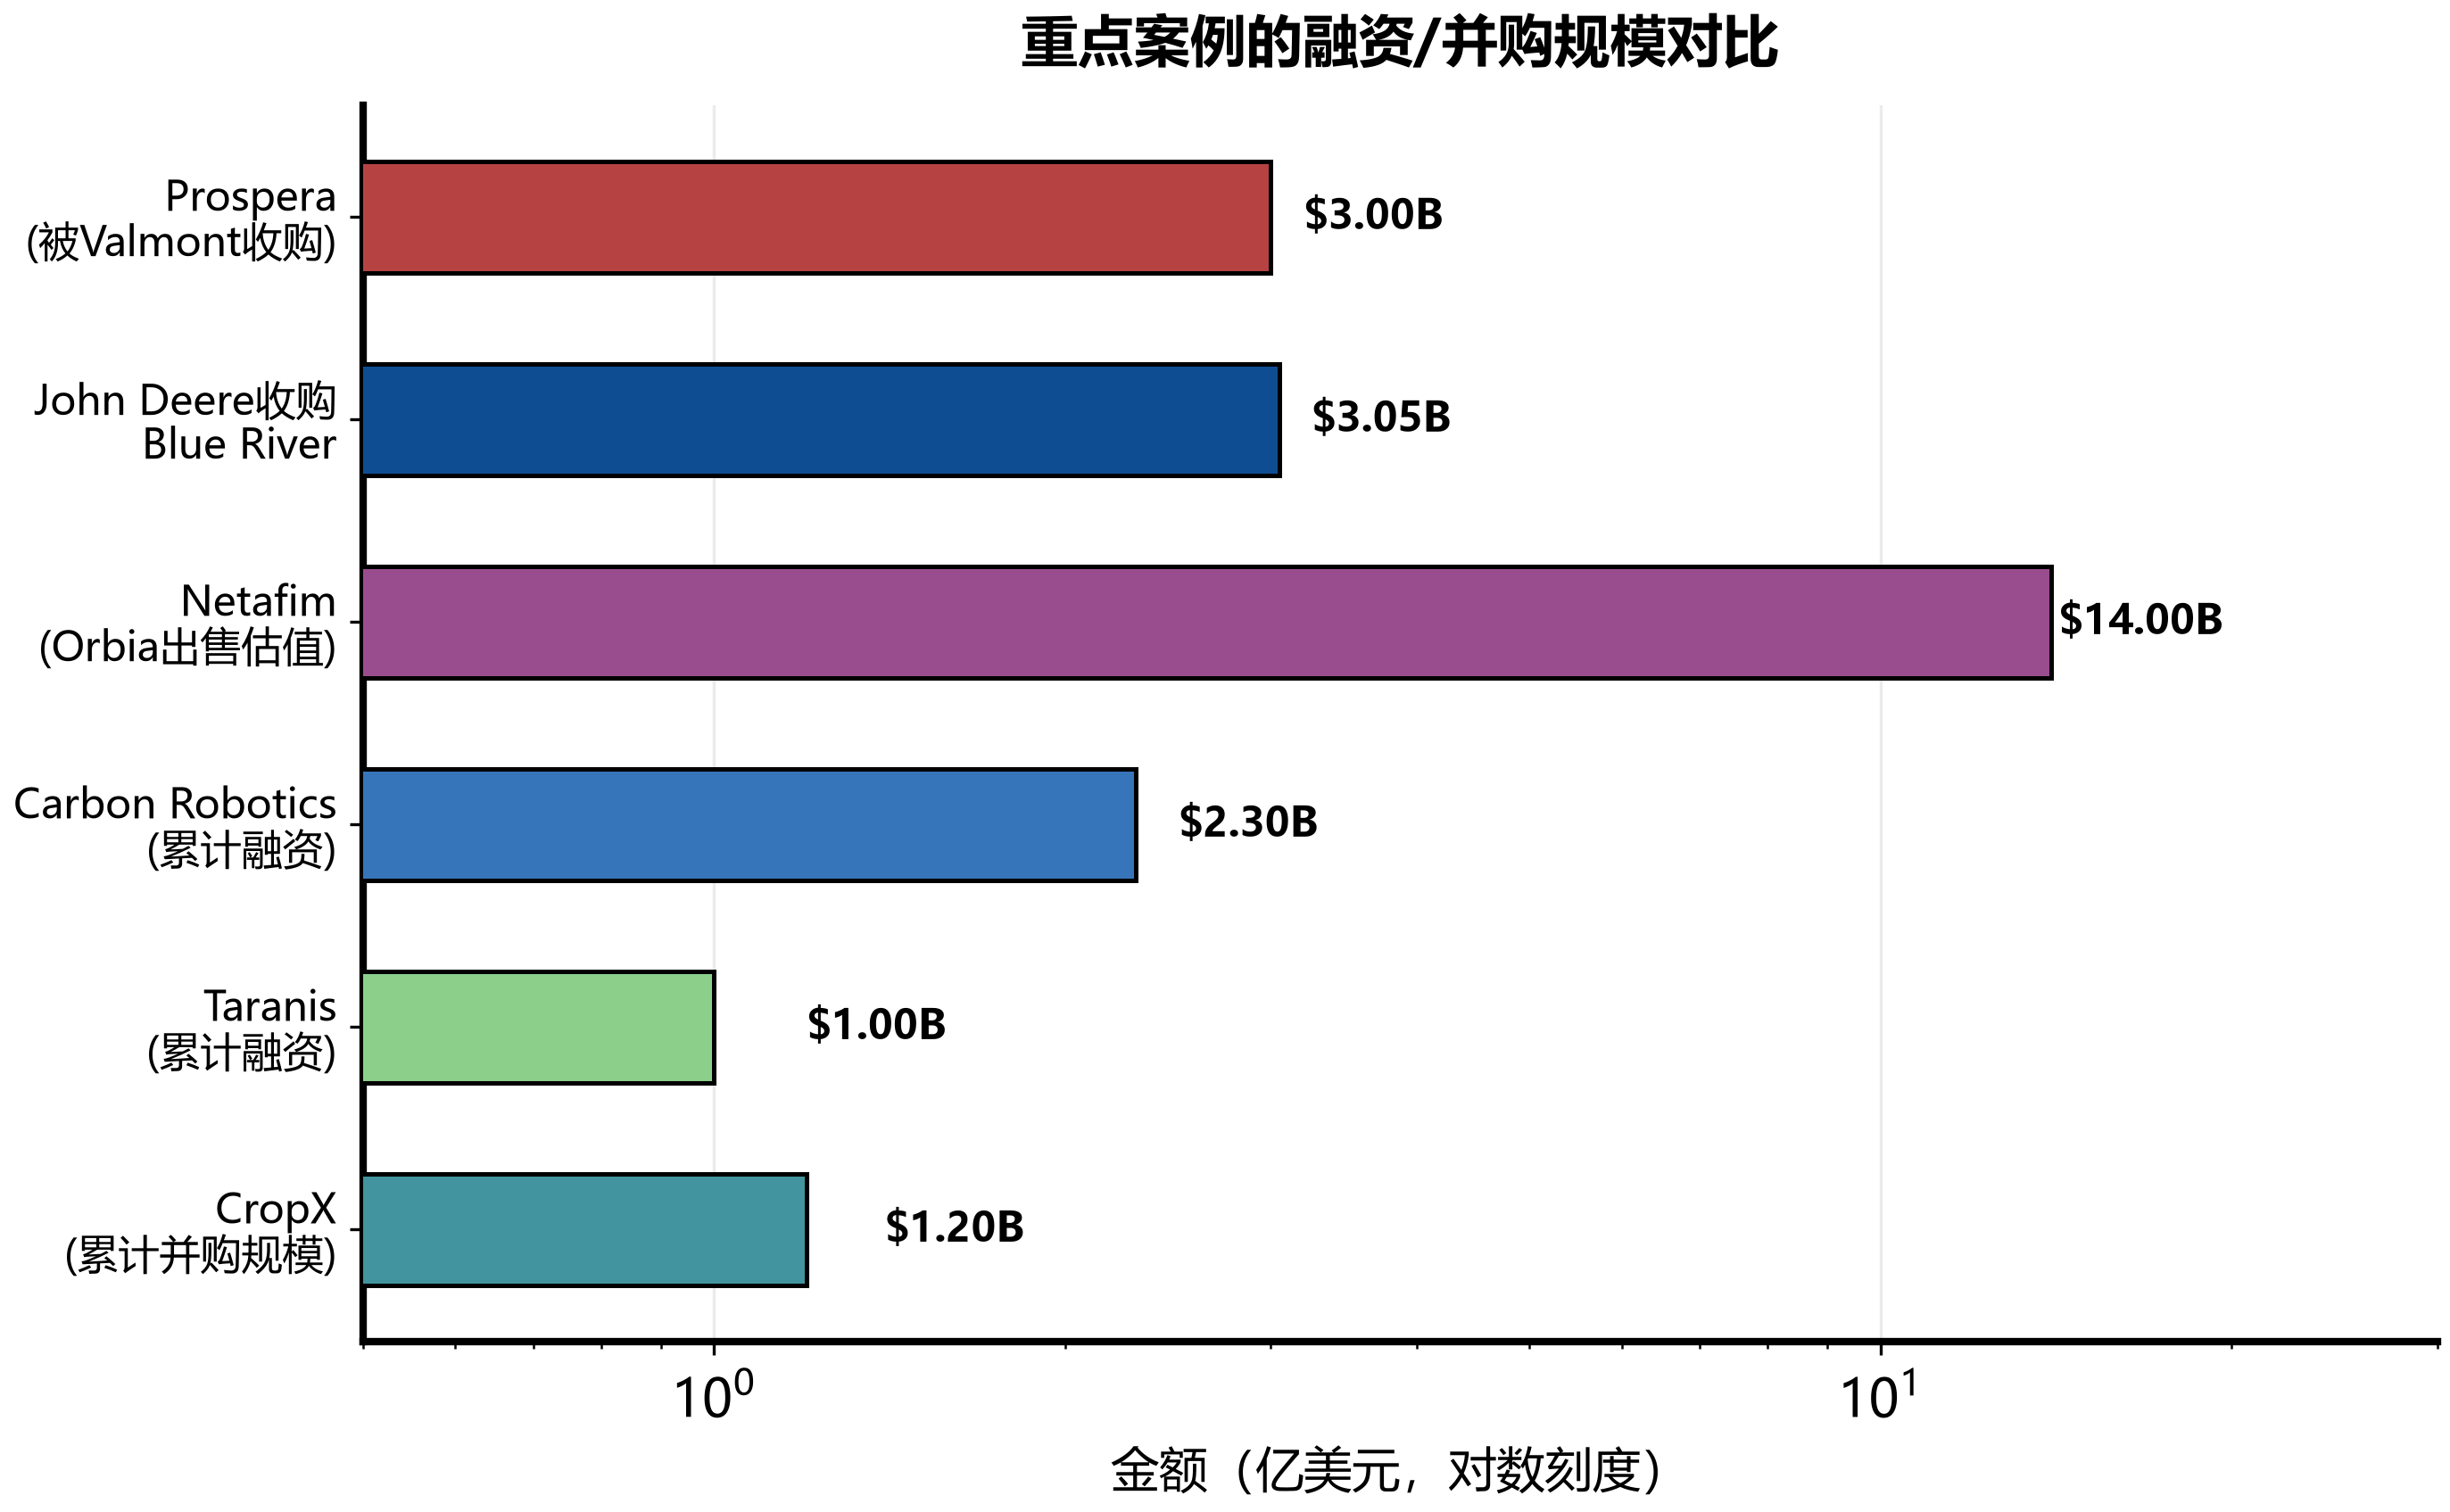 重点案例的融资/并购规模对比
Prospera
(被Valmont收购)
$3.00B
John Deere收购
Blue River
$3.05B
Netafim
(Orbia出售估值)
$14.00B
Carbon Robotics
(累计融资)
$2.30B
Taranis
(累计融资)
$1.00B
CropX
(累计并购规模)
$1.20B
10⁰
10¹
金额（亿美元，对数刻度）